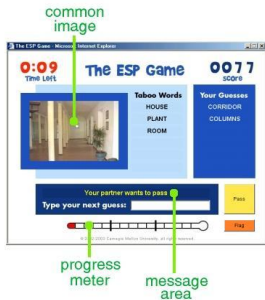 common
image
The ESP Game - Microsoft Internet Explorer
0:09
Time Left
The ESP Game
0077
score
Taboo Words
HOUSE
PLANT
ROOM
Your Guesses
CORRIDOR
COLUMNS
Your partner wants to pass
Type your next guess:
Pass
Flag
progress
meter
message
area